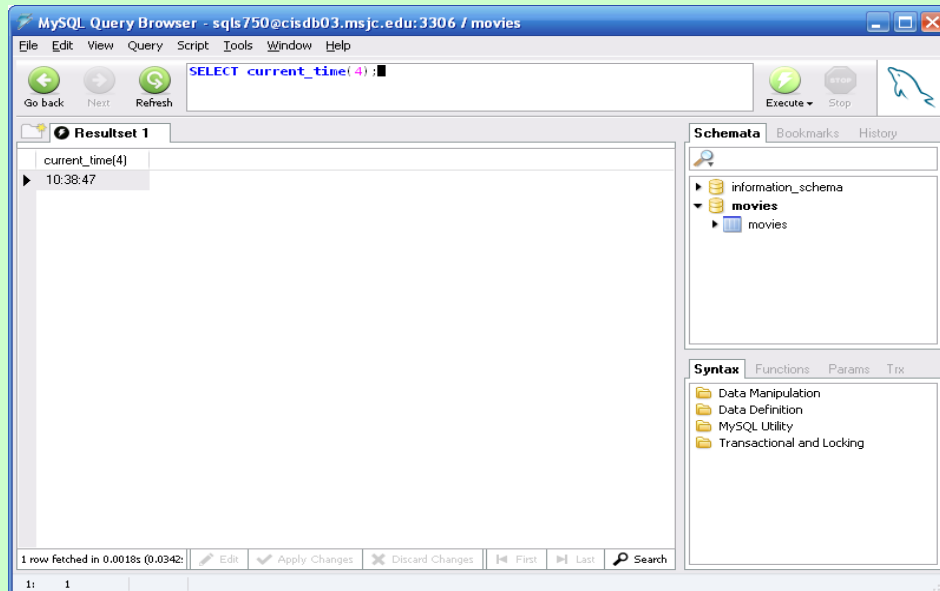 MySQL Query Browser - sqls750@cisdb03.msjc.edu:3306 / movies
File Edit View Query Script Tools Window Help
SELECT current_time(4);
Go back Next Refresh
Execute STOP Stop
Resultset 1
Schemata Bookmarks History
current_time(4)
10:38:47
information_schema
movies
movies
Syntax Functions Params Trx
Data Manipulation
Data Definition
MySQL Utility
Transactional and Locking
1 row fetched in 0.0018s (0.0342: Edit Apply Changes Discard Changes First Last Search
1: 1